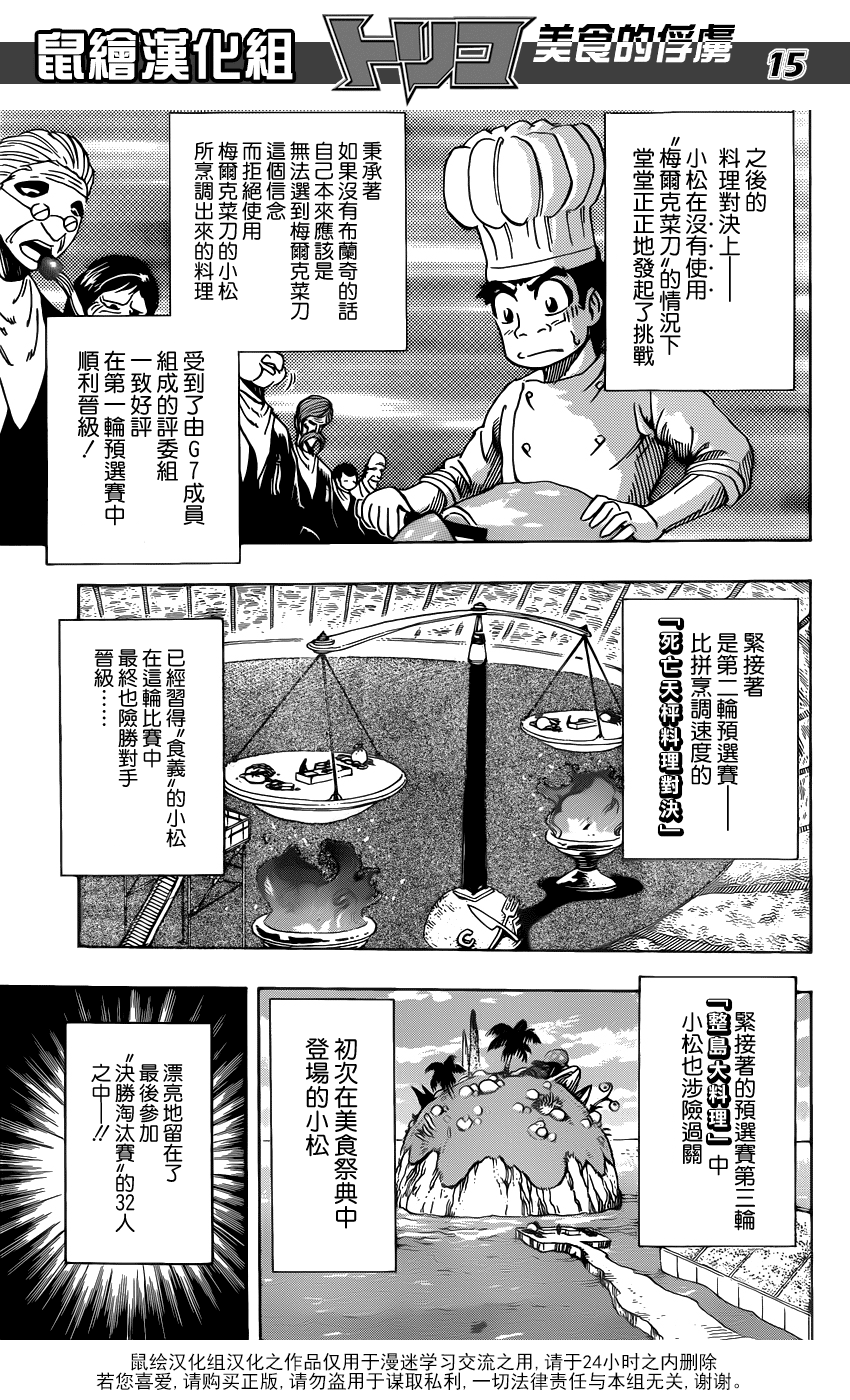 鼠繪漢化組
トリコ
美食的俘虜
15
之後的
料理對決上——
小松在沒有使用
〝梅爾克菜刀〞的情況下
堂堂正正地發起了挑戰
秉承著
如果沒有布蘭奇的話
自己本來應該是
無法選到梅爾克菜刀
這個信念
而拒絕使用
梅爾克菜刀的小松
所烹調出來的料理
受到了由G7成員
組成的評委組
一致好評
在第一輪預選賽中
順利晉級！
緊接著
是第二輪預選賽——
比拼烹調速度的
『死亡天枰料理對決』
已經習得〝食義〞的小松
在這輪比賽中
最終也險勝對手
晉級……
緊接著的預選賽第三輪
『整島大料理』中
小松也涉險過關
初次在美食祭典中
登場的小松
漂亮地留在了
最後參加
〝決勝淘汰賽〞的32人
之中——!!
鼠绘汉化组汉化之作品仅用于漫迷学习交流之用,请于24小时之内删除
若您喜爱,请购买正版,请勿盗用于谋取私利,一切法律责任与本组无关,谢谢。